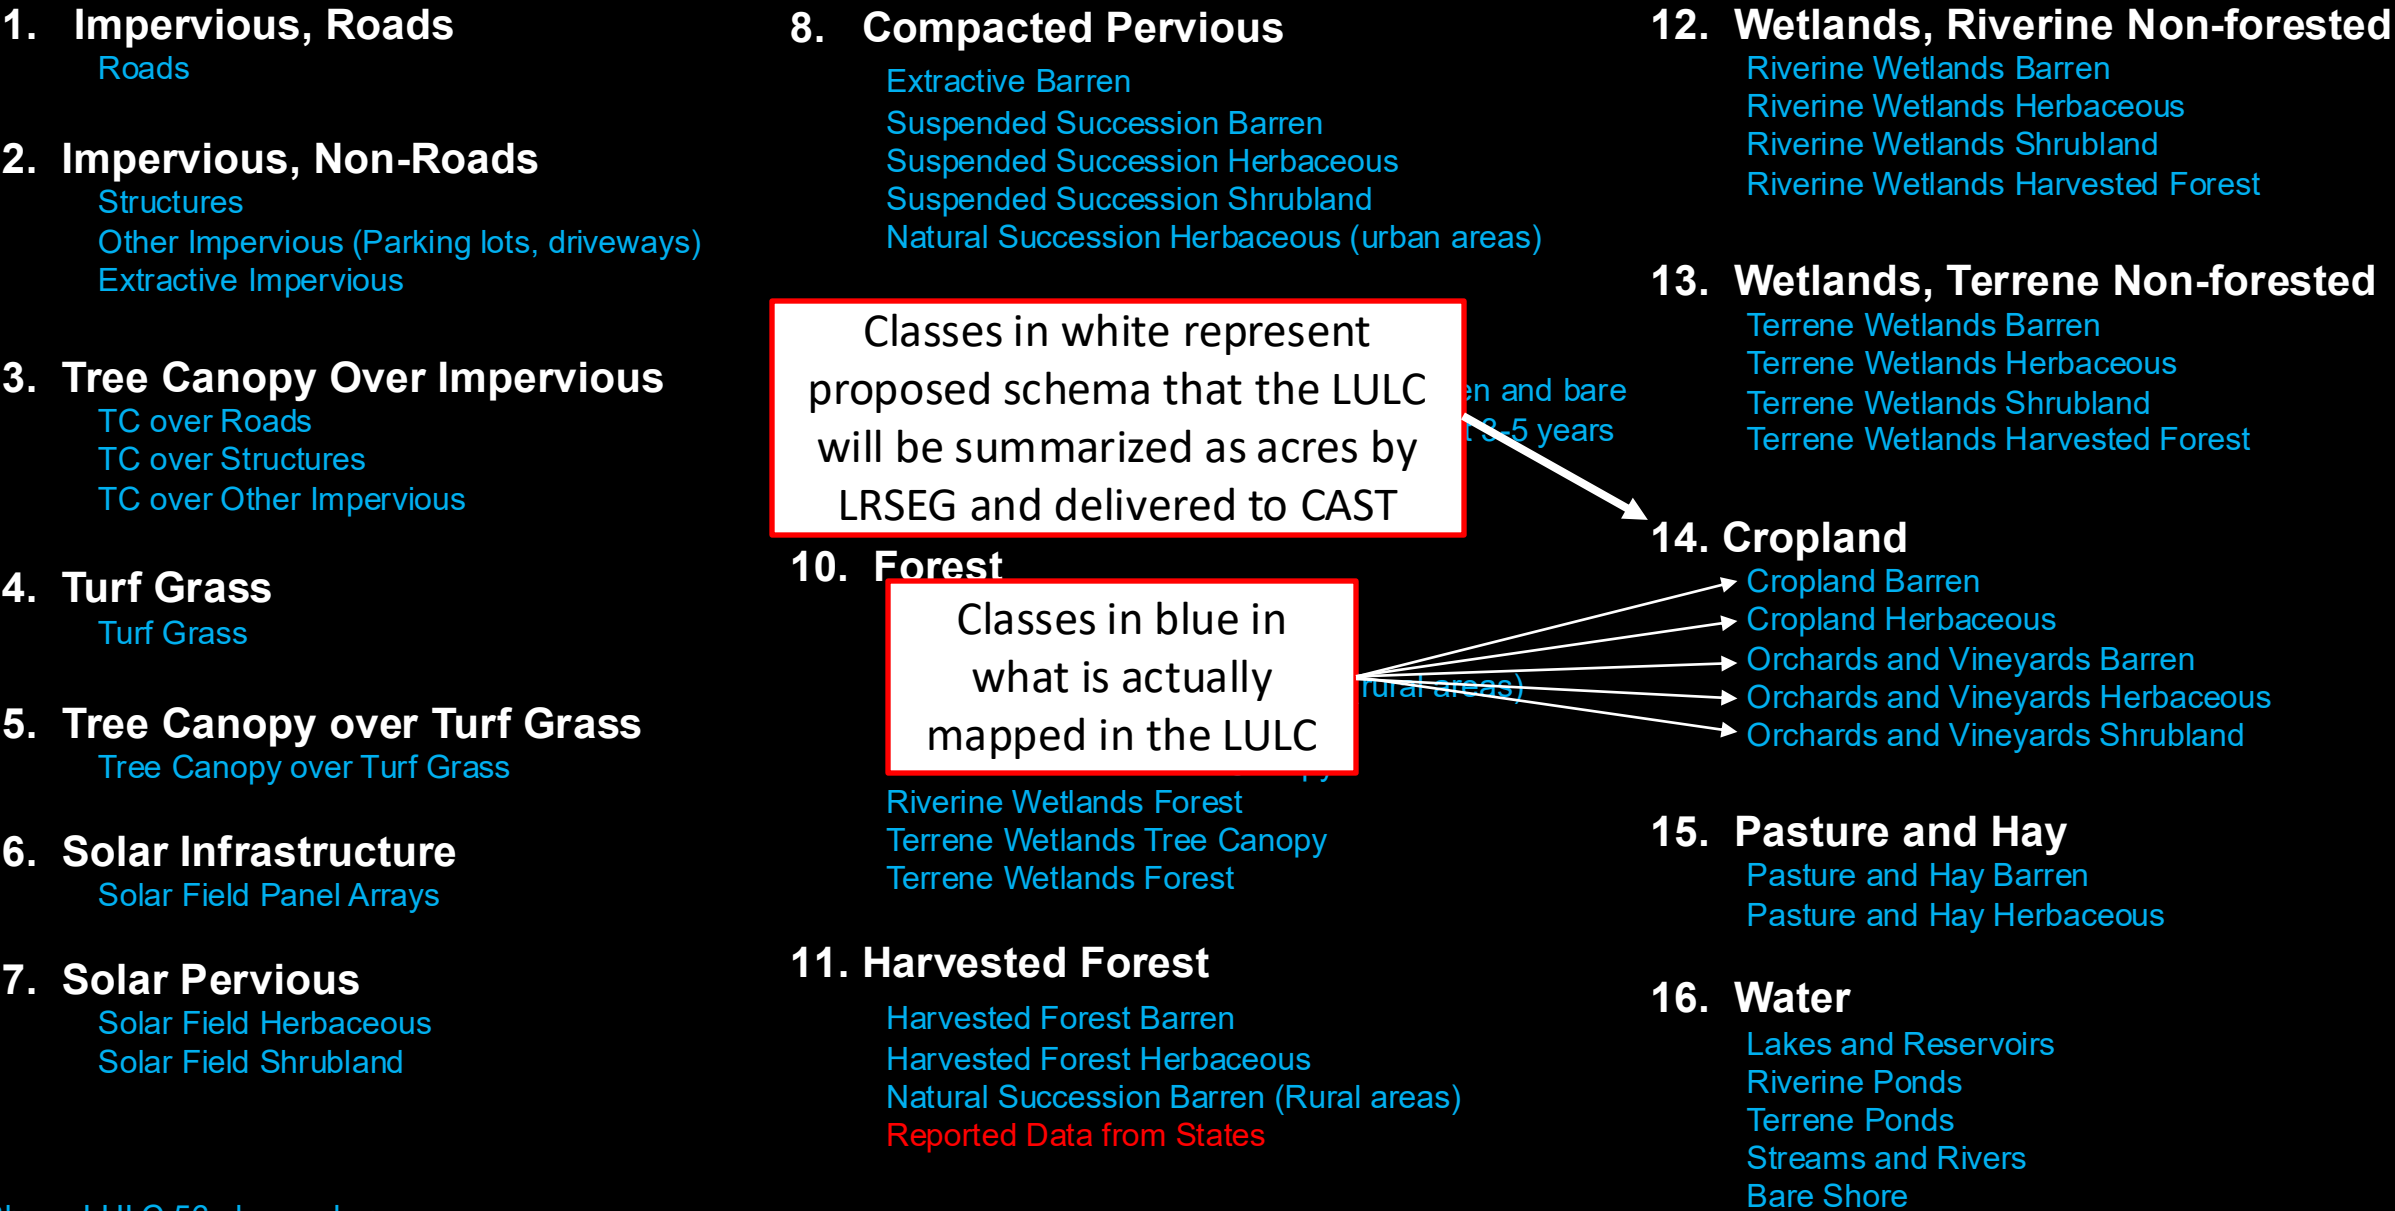 1. Impervious, Roads
Roads
2. Impervious, Non-Roads
Structures
Other Impervious (Parking lots, driveways)
Extractive Impervious
3. Tree Canopy Over Impervious
TC over Roads
TC over Structures
TC over Other Impervious
4. Turf Grass
Turf Grass
5. Tree Canopy over Turf Grass
Tree Canopy over Turf Grass
6. Solar Infrastructure
Solar Field Panel Arrays
7. Solar Pervious
Solar Field Herbaceous
Solar Field Shrubland
8. Compacted Pervious
Extractive Barren
Suspended Succession Barren
Suspended Succession Herbaceous
Suspended Succession Shrubland
Natural Succession Herbaceous (urban areas)
Classes in white represent
proposed schema that the LULC
will be summarized as acres by
LRSEG and delivered to CAST
and bare
3-5 years
10. Forest
Classes in blue in
what is actually
mapped in the LULC
rural areas)
Riverine Wetlands Forest
Terrene Wetlands Tree Canopy
Terrene Wetlands Forest
11. Harvested Forest
Harvested Forest Barren
Harvested Forest Herbaceous
Natural Succession Barren (Rural areas)
Reported Data from States
12. Wetlands, Riverine Non-forested
Riverine Wetlands Barren
Riverine Wetlands Herbaceous
Riverine Wetlands Shrubland
Riverine Wetlands Harvested Forest
13. Wetlands, Terrene Non-forested
Terrene Wetlands Barren
Terrene Wetlands Herbaceous
Terrene Wetlands Shrubland
Terrene Wetlands Harvested Forest
14. Cropland
Cropland Barren
Cropland Herbaceous
Orchards and Vineyards Barren
Orchards and Vineyards Herbaceous
Orchards and Vineyards Shrubland
15. Pasture and Hay
Pasture and Hay Barren
Pasture and Hay Herbaceous
16. Water
Lakes and Reservoirs
Riverine Ponds
Terrene Ponds
Streams and Rivers
Bare Shore